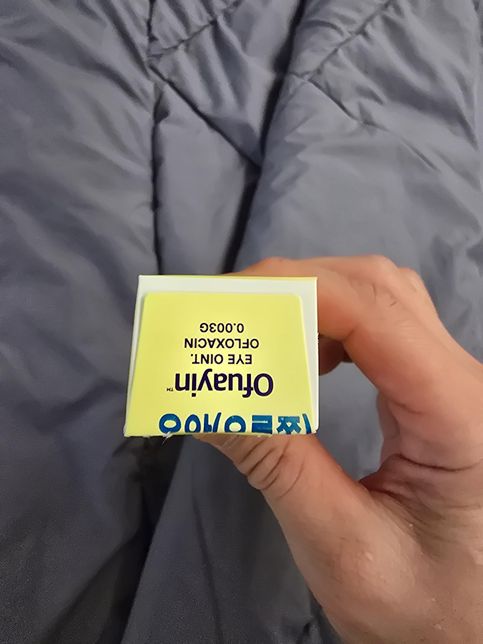 Ofuayin™
EYE OINT.
OFLOXACIN
0.003G